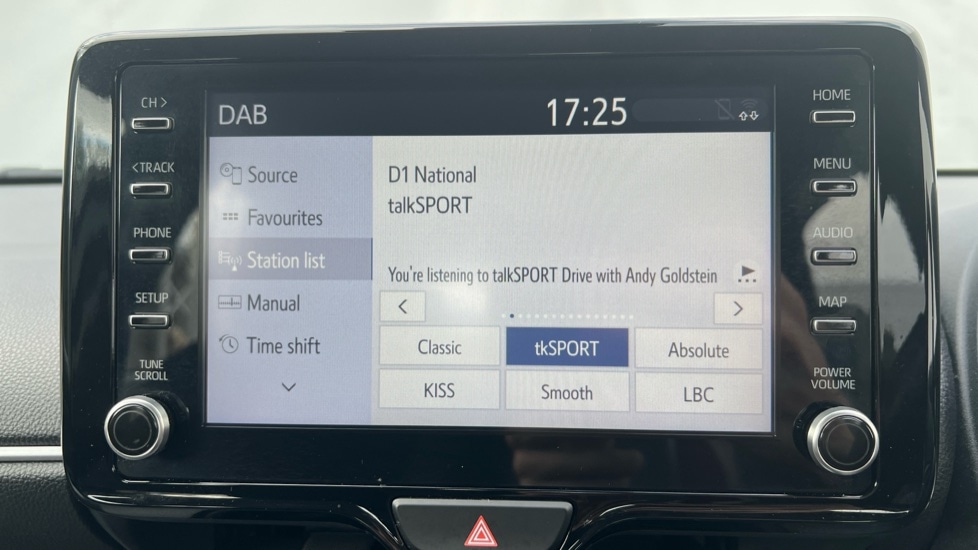 CH >
< TRACK
PHONE
SETUP
TUNE
SCROLL
DAB
17:25
Source
Favourites
Station list
Manual
Time shift
D1 National
talkSPORT
You're listening to talkSPORT Drive with Andy Goldstein
Classic
tkSPORT
Absolute
KISS
Smooth
LBC
HOME
MENU
AUDIO
MAP
POWER
VOLUME